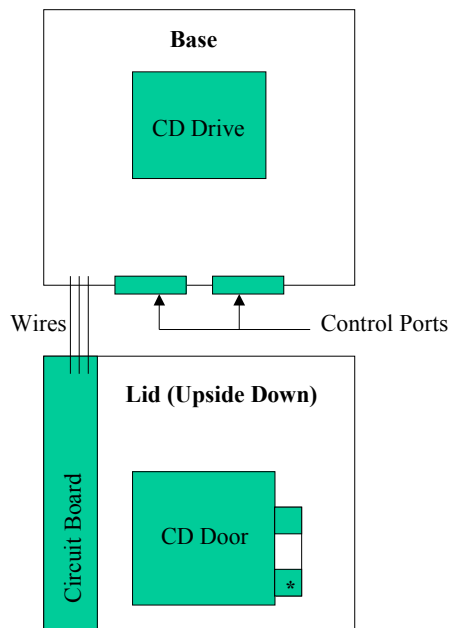 Base
CD Drive
Wires
Control Ports
Lid (Upside Down)
Circuit Board
CD Door
*